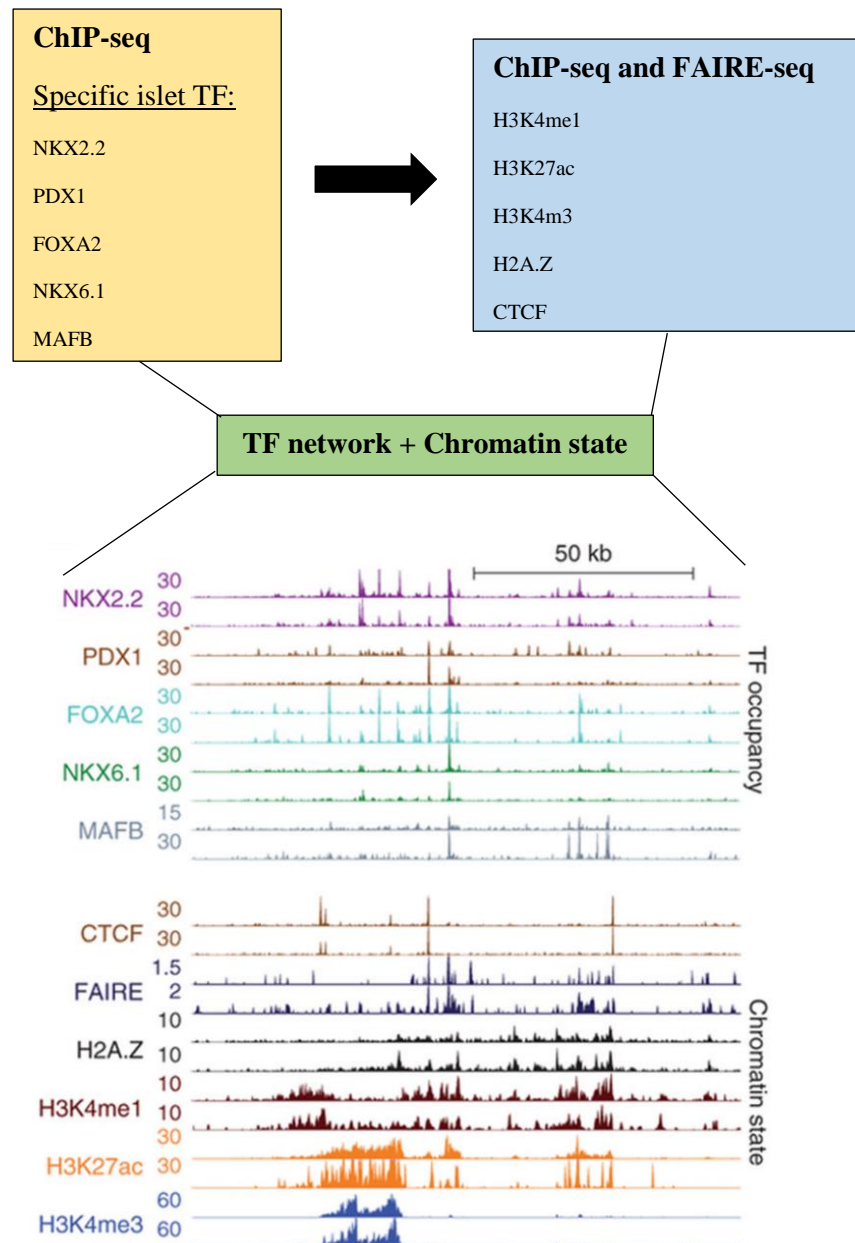 ChIP-seq
Specific islet TF:
NKX2.2
PDX1
FOXA2
NKX6.1
MAFB
ChIP-seq and FAIRE-seq
H3K4me1
H3K27ac
H3K4m3
H2A.Z
CTCF
TF network + Chromatin state
50 kb
NKX2.2 30
30
PDX1 30
30
FOXA2 30
30
NKX6.1 30
30
MAFB 15
30
TF occupancy
CTCF 30
30
FAIRE 1.5
2
H2A.Z 10
10
H3K4me1 10
10
H3K27ac 30
30
H3K4me3 60
60
Chromatin state